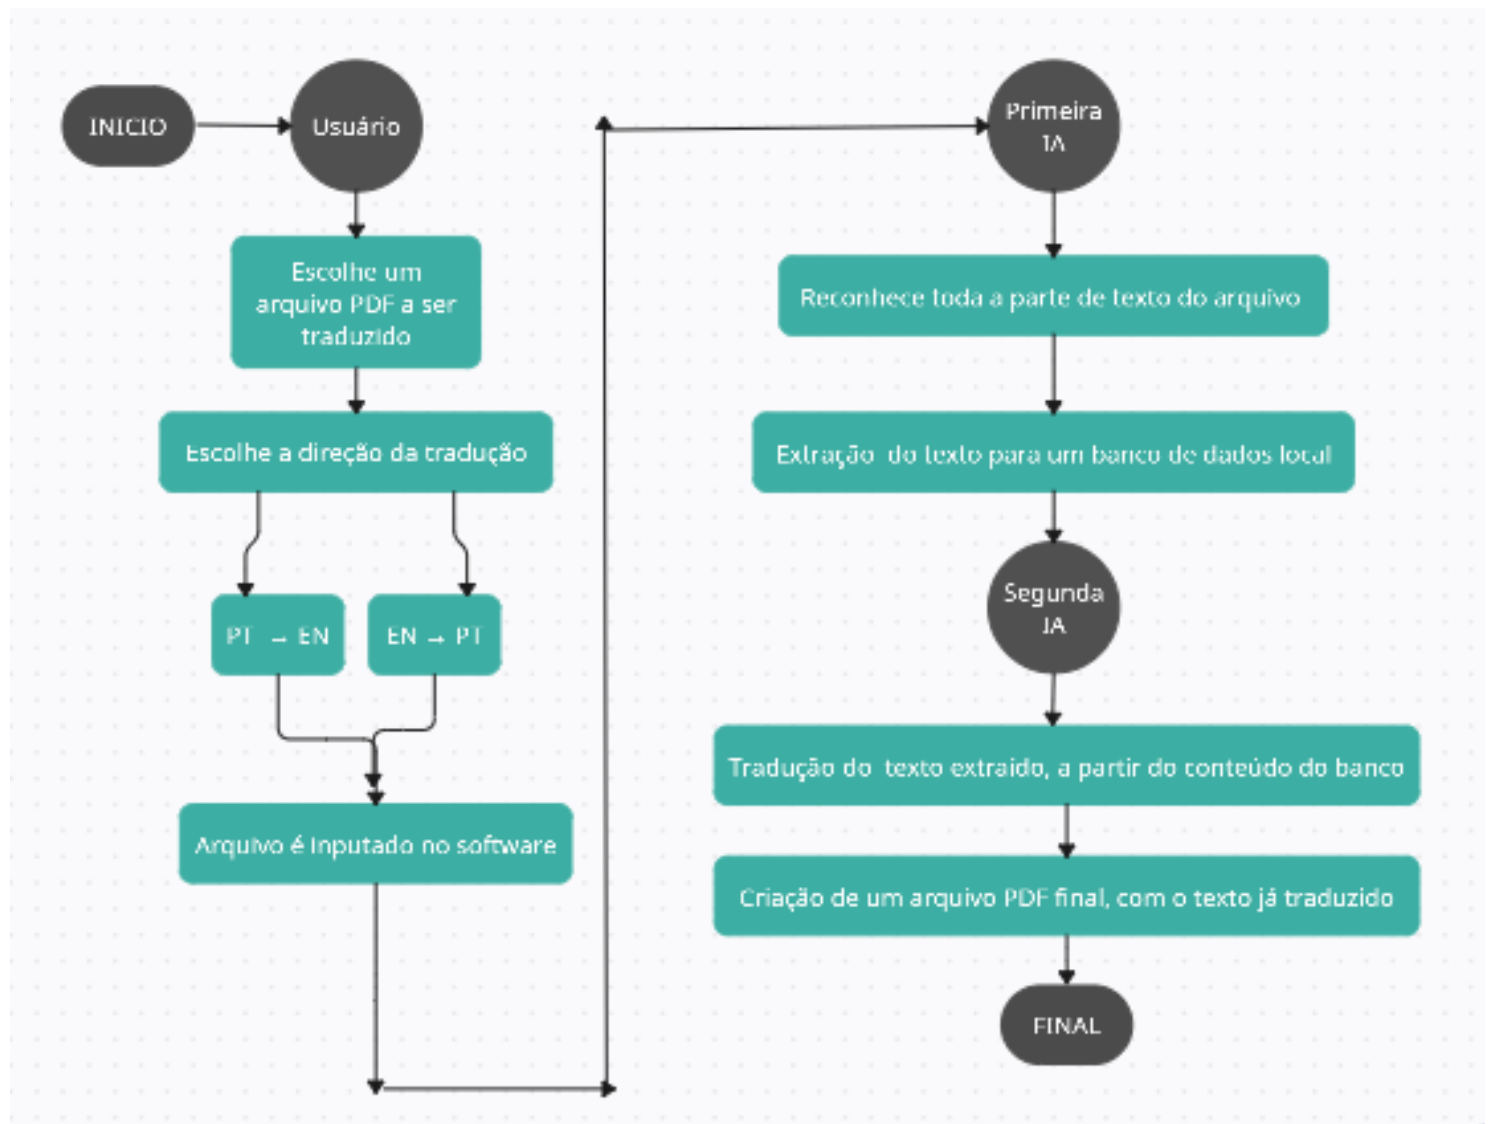 INICIO
Usuário
Escolhe um
arquivo PDF a ser
traduzido
Escolhe a direção da tradução
PT → EN
EN → PT
Arquivo é inputado no software
Primeira
IA
Reconhece toda a parte de texto do arquivo
Extração do texto para um banco de dados local
Segunda
IA
Tradução do texto extraido, a partir do conteúdo do banco
Criação de um arquivo PDF final, com o texto já traduzido
FINAL